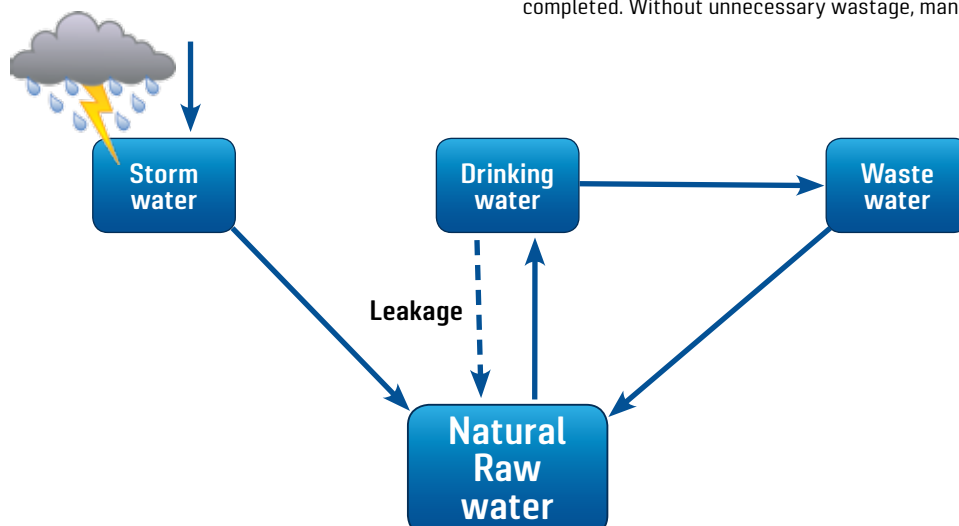 completed. Without unnecessary wastage, man
Storm
water
Drinking
water
Waste
water
Leakage
Natural
Raw
water